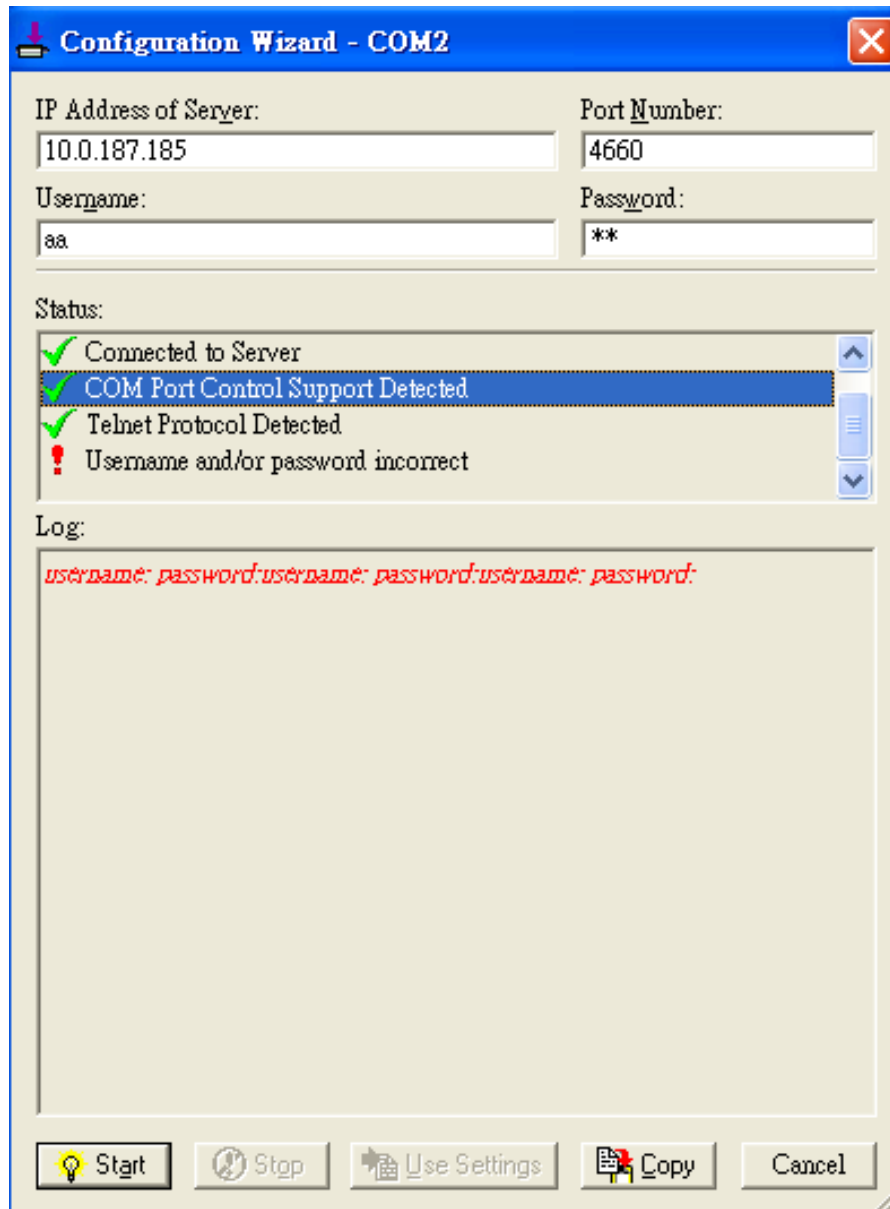 Configuration Wizard - COM2
IP Address of Server: Port Number:
10.0.187.185 4660
Username: Password:
aa **
Status:
Connected to Server
COM Port Control Support Detected
Telnet Protocol Detected
Username and/or password incorrect
Log:
username: password:username: password:username: password:
Start Stop Use Settings Copy Cancel